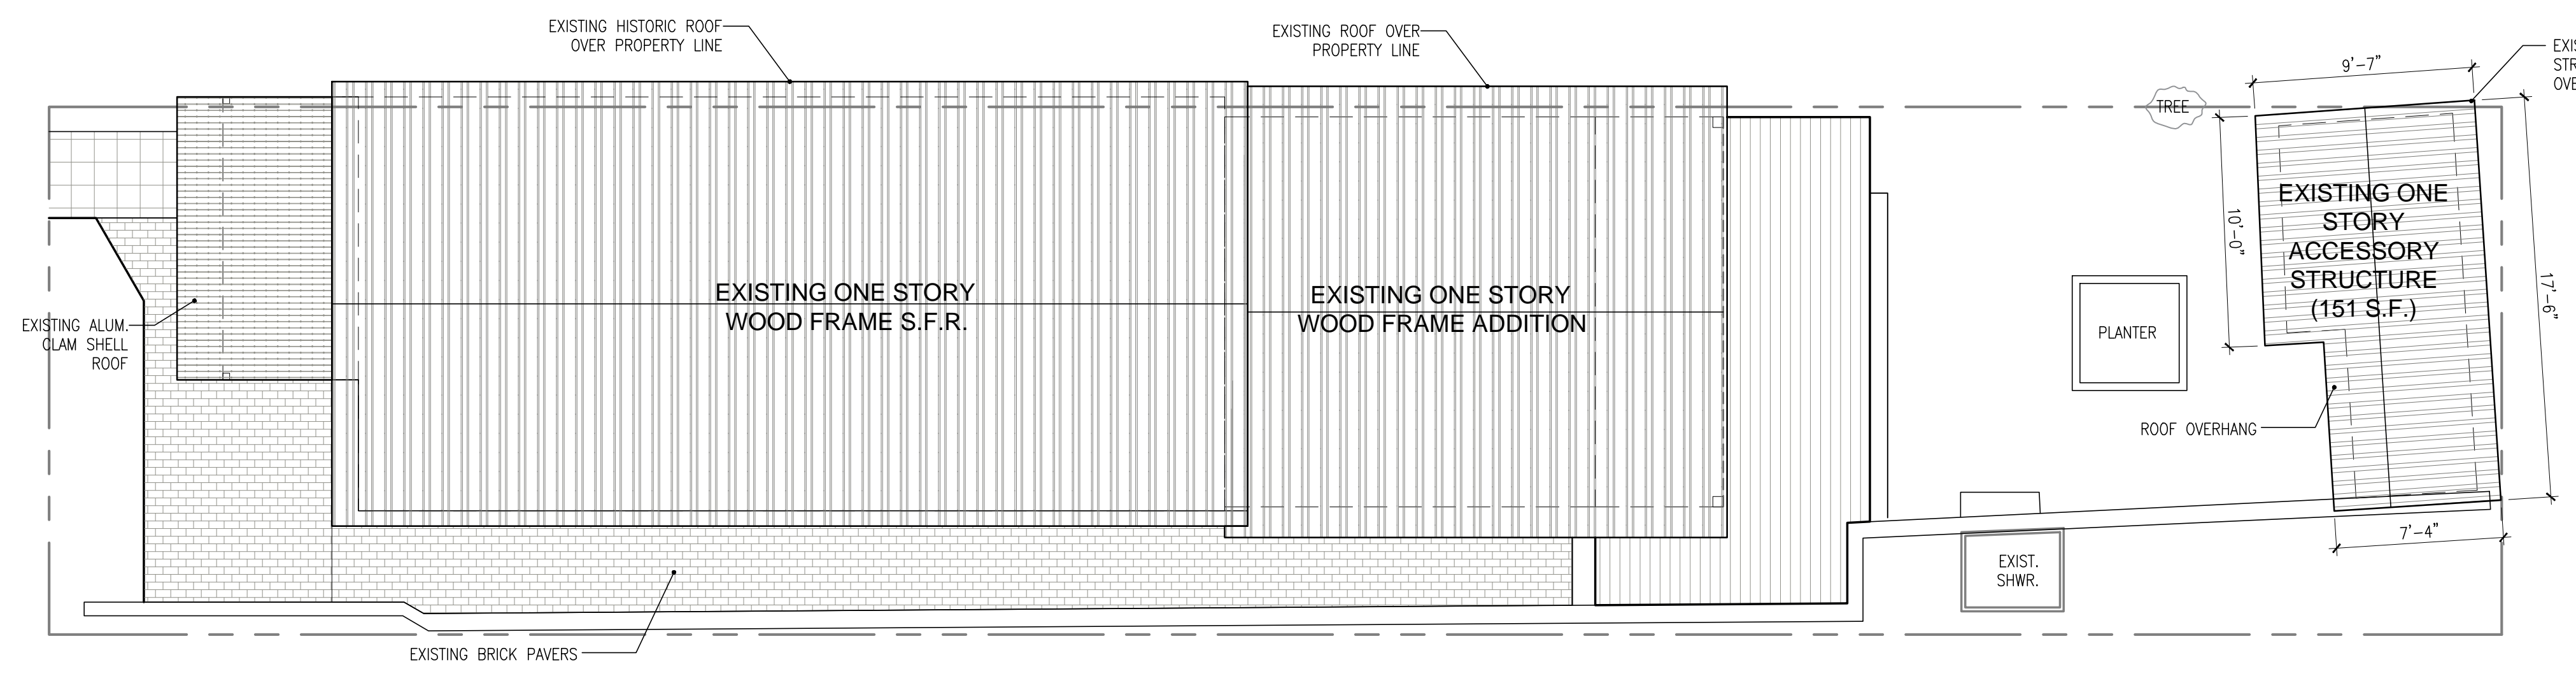 EXISTING HISTORIC ROOF
OVER PROPERTY LINE
EXISTING ROOF OVER
PROPERTY LINE
9'-7"
TREE
10'-0"
EXISTING ONE
STORY
ACCESSORY
STRUCTURE
(151 S.F.)
17'-6"
EXISTING ONE STORY
WOOD FRAME S.F.R.
EXISTING ONE STORY
WOOD FRAME ADDITION
EXISTING ALUM.
CLAM SHELL
ROOF
PLANTER
ROOF OVERHANG
7'-4"
EXIST.
SHWR.
EXISTING BRICK PAVERS